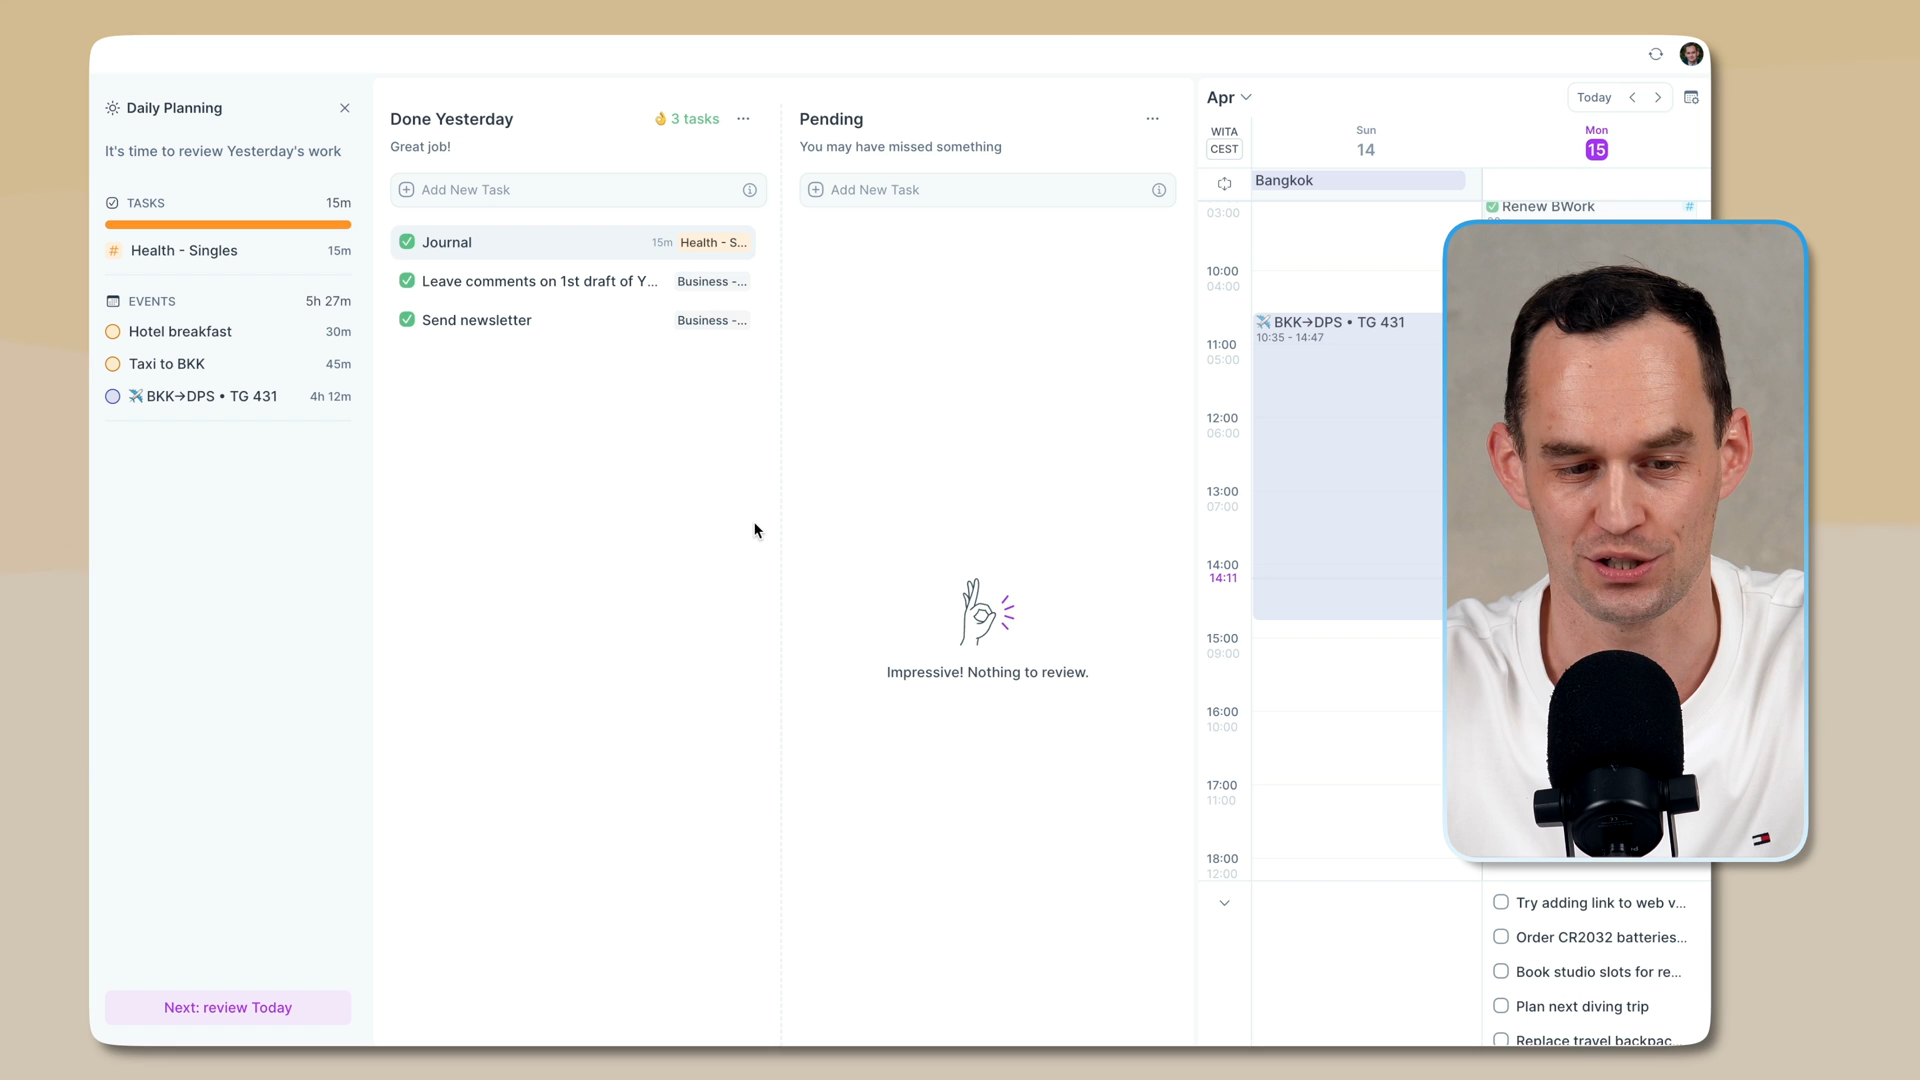 Daily Planning
It's time to review Yesterday's work
TASKS 15m
# Health - Singles 15m
EVENTS 5h 27m
Hotel breakfast 30m
Taxi to BKK 45m
✈️ BKK→DPS • TG 431 4h 12m
Next: review Today
Done Yesterday
👌 3 tasks
Great job!
Add New Task
Journal 15m Health - S...
Leave comments on 1st draft of Y... Business -...
Send newsletter Business -...
Pending
You may have missed something
Add New Task
Impressive! Nothing to review.
Apr
Today
WITA
CEST
Sun
14
Mon
15
Bangkok
Renew BWork #
03:00
10:00
04:00
✈️ BKK→DPS • TG 431
10:35 - 14:47
11:00
05:00
12:00
06:00
13:00
07:00
14:00
14:11
15:00
09:00
16:00
10:00
17:00
11:00
18:00
12:00
Try adding link to web v...
Order CR2032 batteries...
Book studio slots for re...
Plan next diving trip
Replace travel backpac...